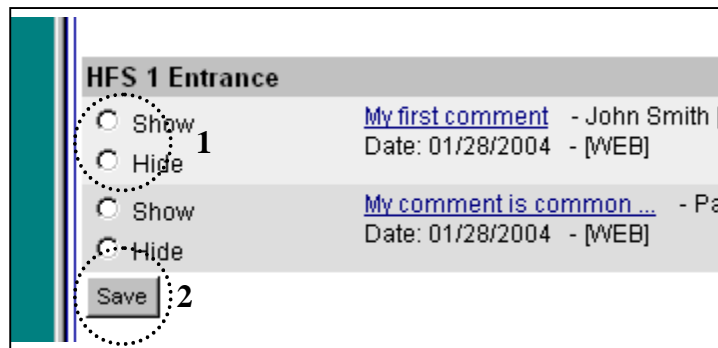 HFS 1 Entrance
Show My first comment - John Smith [
1
Hide Date: 01/28/2004 - [WEB]
Show My comment is common ... - Pa
Hide Date: 01/28/2004 - [WEB]
Save 2